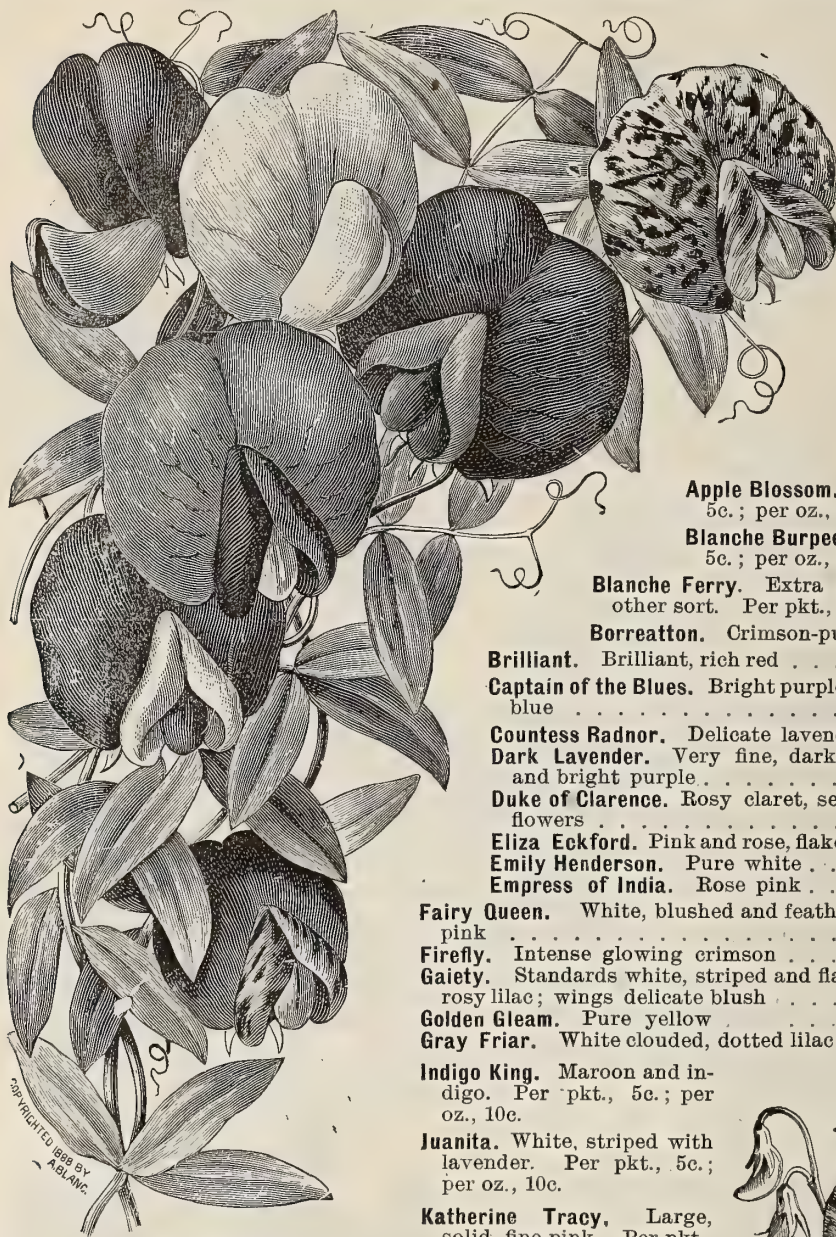 Apple Blossom.
5c.; per oz.,
Blanche Burpee
5c.; per oz.,
Blanche Ferry. Extra
other sort. Per pkt.,
Borreatton. Crimson-pu
Brilliant. Brilliant, rich red . .
Captain of the Blues. Bright purple
blue . . . . . . . . . . . . .
Countess Radnor. Delicate laven
Dark Lavender. Very fine, dark
and bright purple . . . . . . .
Duke of Clarence. Rosy claret, se
flowers . . . . . . . . . . . .
Eliza Eckford. Pink and rose, flake
Emily Henderson. Pure white . .
Empress of India. Rose pink . .
Fairy Queen. White, blushed and feath
pink . . . . . . . . . . . . . . .
Firefly. Intense glowing crimson . . .
Gaiety. Standards white, striped and fla
rosy lilac; wings delicate blush . . . .
Golden Gleam. Pure yellow . . . .
Gray Friar. White clouded, dotted lilac
Indigo King. Maroon and in-
digo. Per pkt., 5c.; per
oz., 10c.
Juanita. White, striped with
lavender. Per pkt., 5c.;
per oz., 10c.
Katherine Tracy, Large,
solid, fine pink. Per pkt.
COPYRIGHTED 1888 BY
A. BLANC.